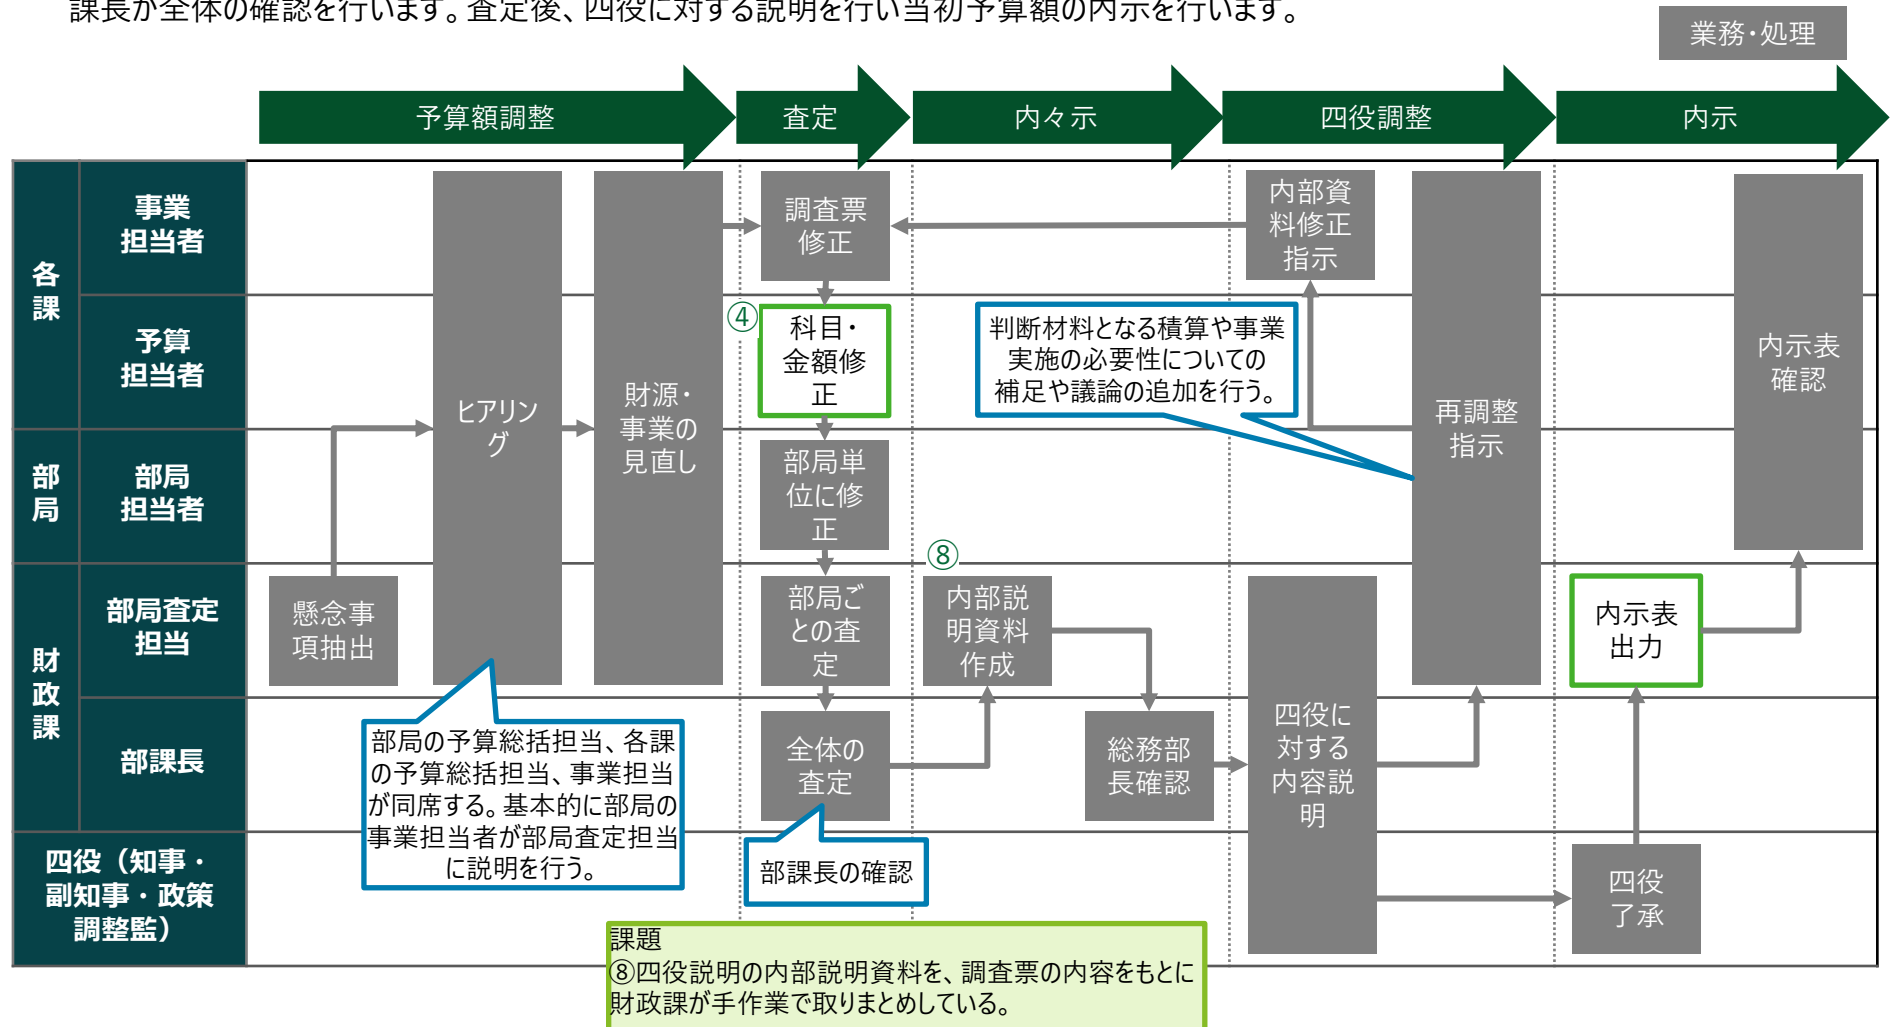 課長が全体の確認を行います。査定後、四役に対する説明を行い当初予算額の内示を行います。
業務・処理
予算額調整
査定
内々示
四役調整
内示
各
課
事業
担当者
予算
担当者
部
局
部局
担当者
財
政
課
部局査定
担当
部課長
四役（知事・
副知事・政策
調整監）
懸念事
項抽出
ヒアリン
グ
財源・
事業の
見直し
部局の予算総括担当、各課
の予算総括担当、事業担当
が同席する。基本的に部局の
事業担当者が部局査定担当
に説明を行う。
調査票
修正
④
科目・
金額修
正
部局単
位に修
正
部局ご
との査
定
全体の
査定
部課長の確認
⑧
内部説
明資料
作成
総務部
長確認
内部資
料修正
指示
判断材料となる積算や事業
実施の必要性についての
補足や議論の追加を行う。
再調整
指示
四役に
対する
内容説
明
内示表
確認
内示表
出力
四役
了承
課題
⑧四役説明の内部説明資料を、調査票の内容をもとに
財政課が手作業で取りまとめしている。